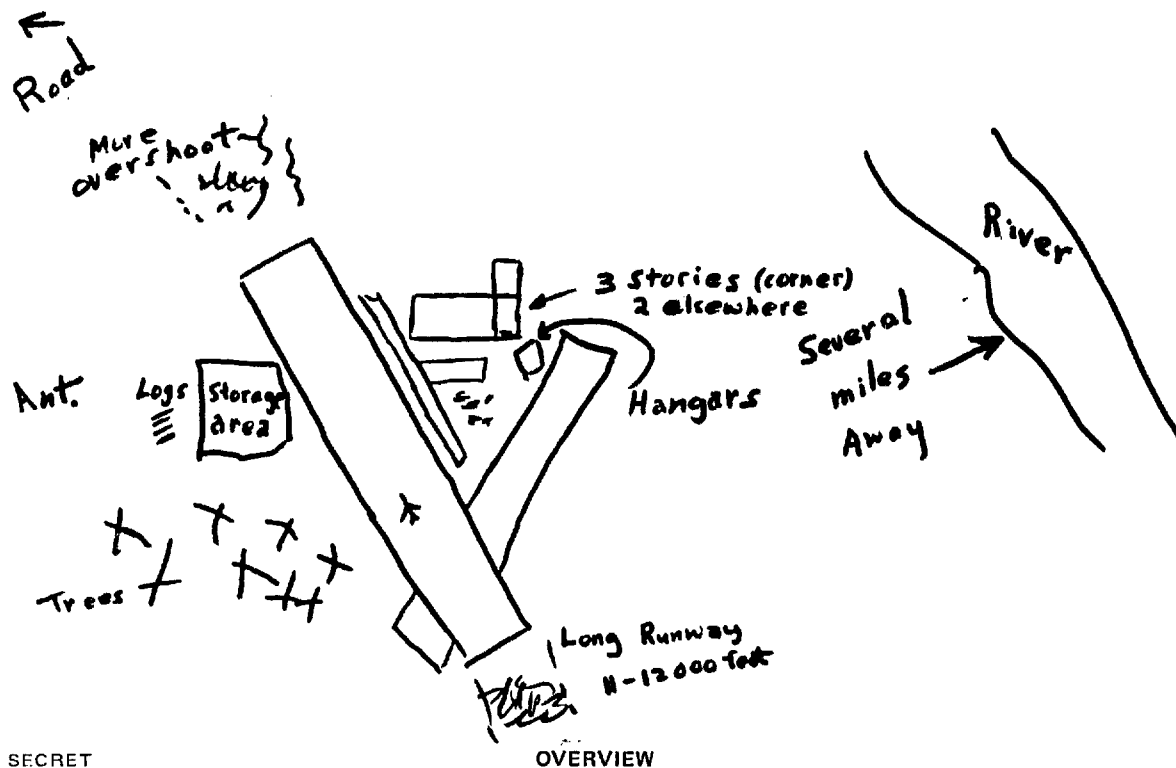 Road
More
overshoot
3 Stories (corner)
2 elsewhere
River
Several
miles
Away
Hangars
Ant.
Logs
Storage
area
Trees
Long Runway
11-12000 feet
SECRET
OVERVIEW